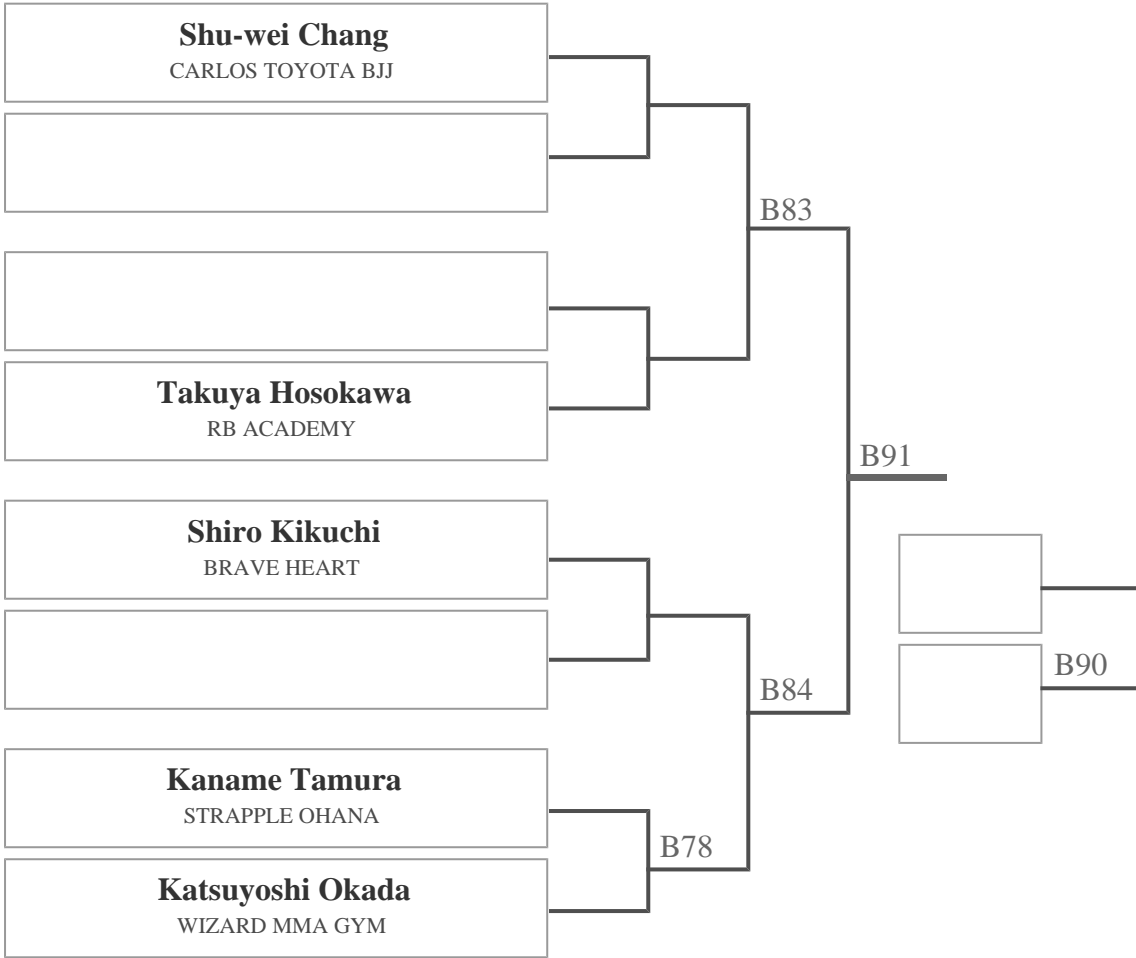 Shu-wei Chang
CARLOS TOYOTA BJJ
B83
Takuya Hosokawa
RB ACADEMY
B91
Shiro Kikuchi
BRAVE HEART
B90
B84
Kaname Tamura
STRAPPLE OHANA
B78
Katsuyoshi Okada
WIZARD MMA GYM